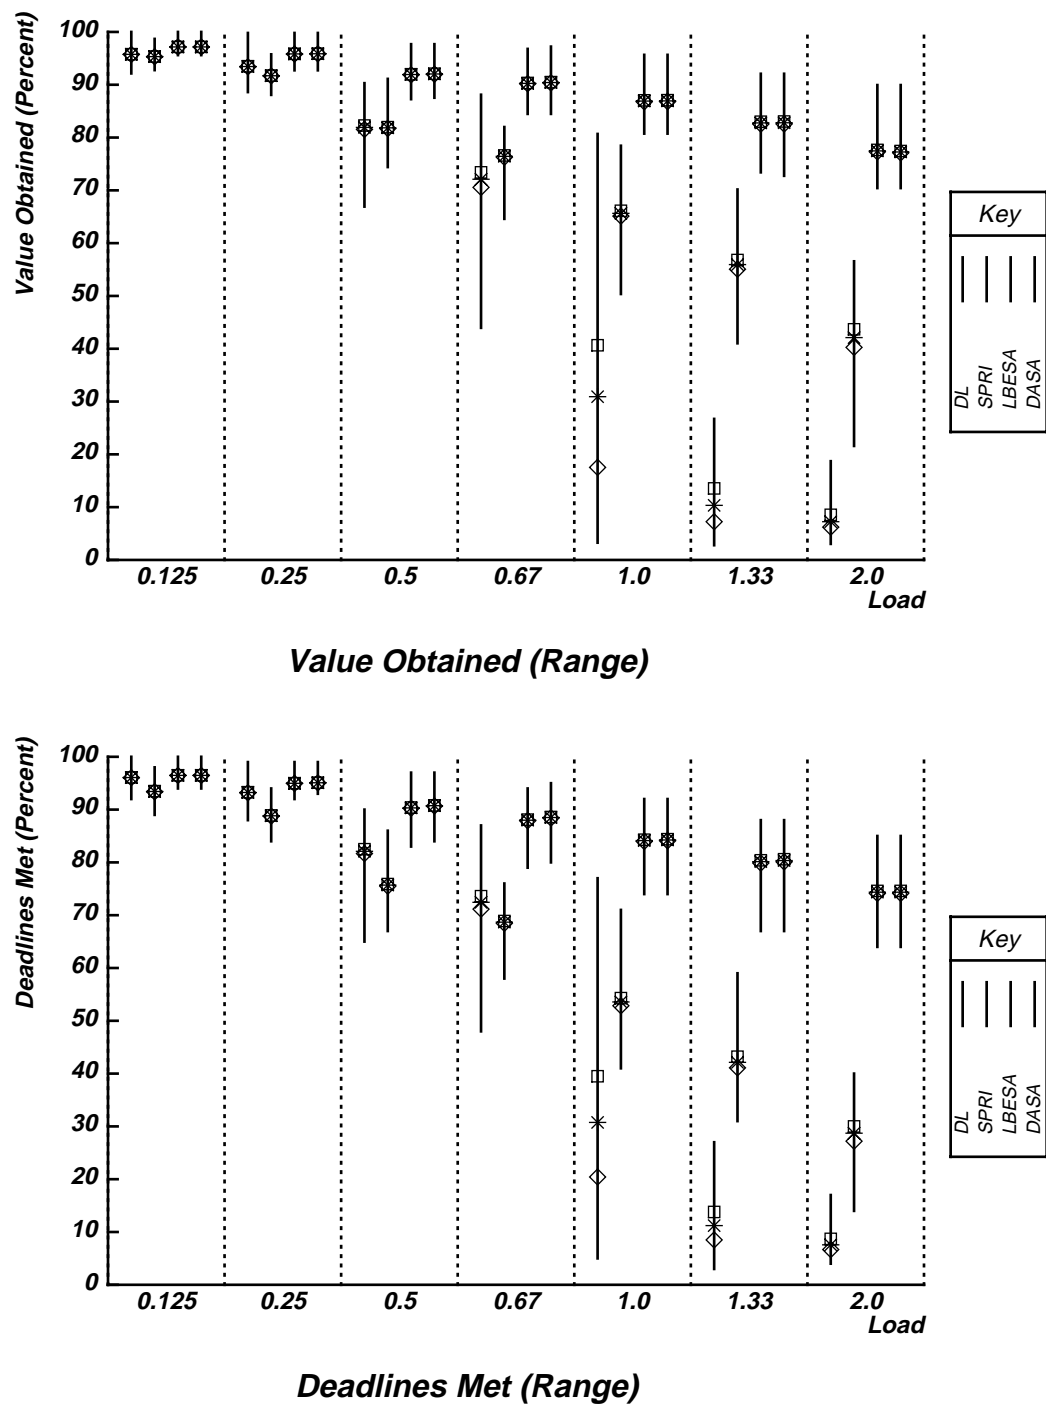 Value Obtained (Percent)
100
90
80
70
60
50
40
30
20
10
0
0.125 0.25 0.5 0.67 1.0 1.33 2.0
Load
Key
DL
SPRI
LBESA
DASA
Value Obtained (Range)
Deadlines Met (Percent)
100
90
80
70
60
50
40
30
20
10
0
0.125 0.25 0.5 0.67 1.0 1.33 2.0
Load
Key
DL
SPRI
LBESA
DASA
Deadlines Met (Range)